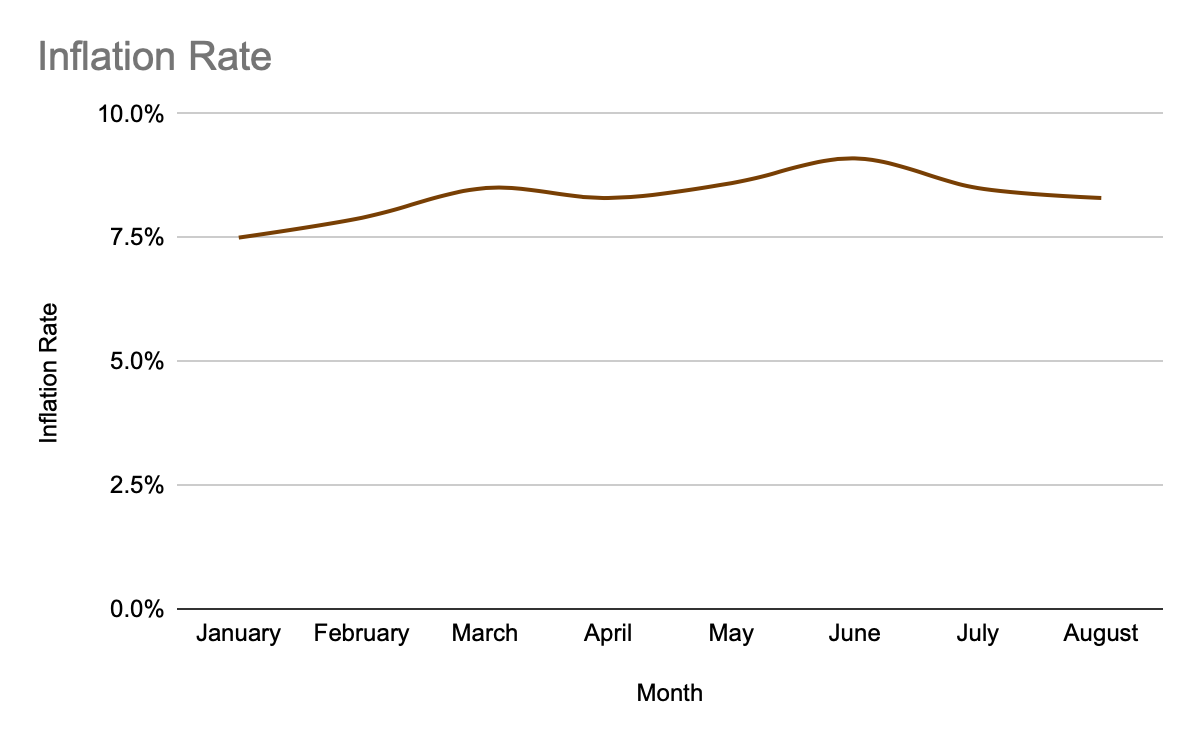 Inflation Rate
10.0%
7.5%
5.0%
2.5%
0.0%
Inflation Rate
January February March April May June July August
Month